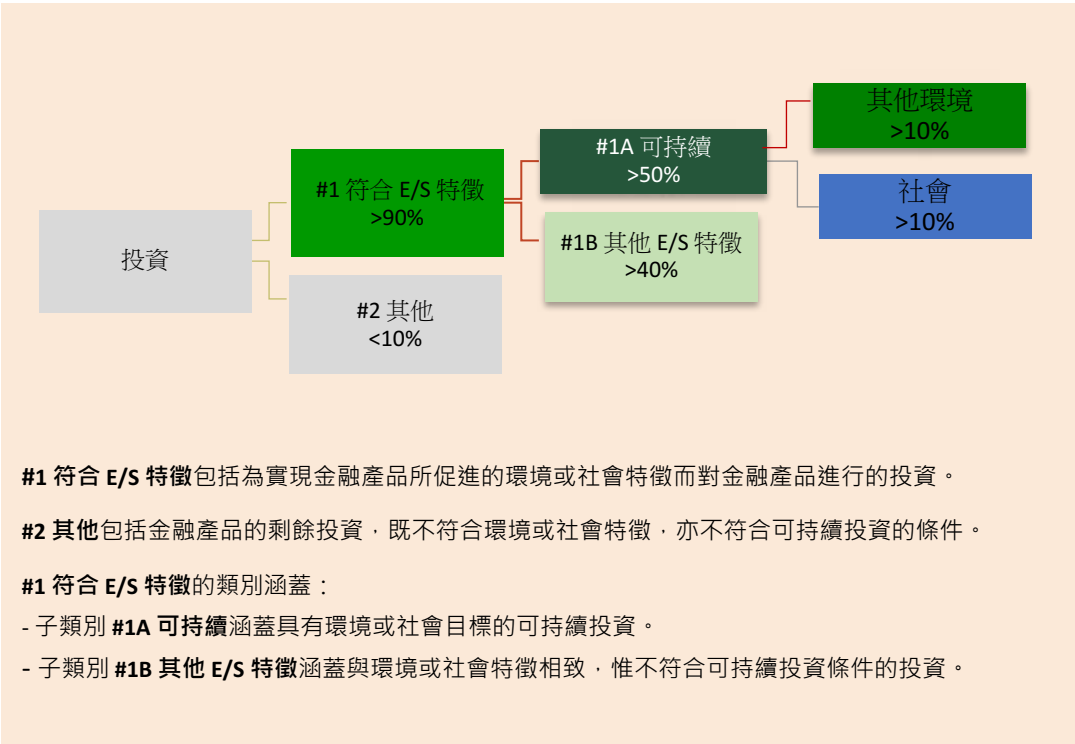 投資
#1 符合 E/S 特徵
>90%
#2 其他
<10%
#1A 可持續
>50%
#1B 其他 E/S 特徵
>40%
其他環境
>10%
社會
>10%
#1 符合 E/S 特徵包括為實現金融產品所促進的環境或社會特徵而對金融產品進行的投資。
#2 其他包括金融產品的剩餘投資，既不符合環境或社會特徵，亦不符合可持續投資的條件。
#1 符合 E/S 特徵的類別涵蓋：
- 子類別 #1A 可持續涵蓋具有環境或社會目標的可持續投資。
- 子類別 #1B 其他 E/S 特徵涵蓋與環境或社會特徵相致，惟不符合可持續投資條件的投資。